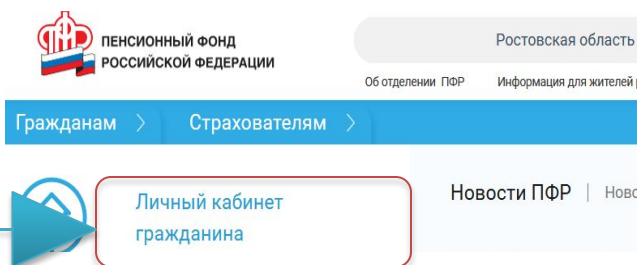 ПЕНСИОННЫЙ ФОНД
РОССИЙСКОЙ ФЕДЕРАЦИИ
Ростовская область
Об отделении ПФР
Информация для жителей
Гражданам
Страхователям
Личный кабинет
гражданина
Новости ПФР